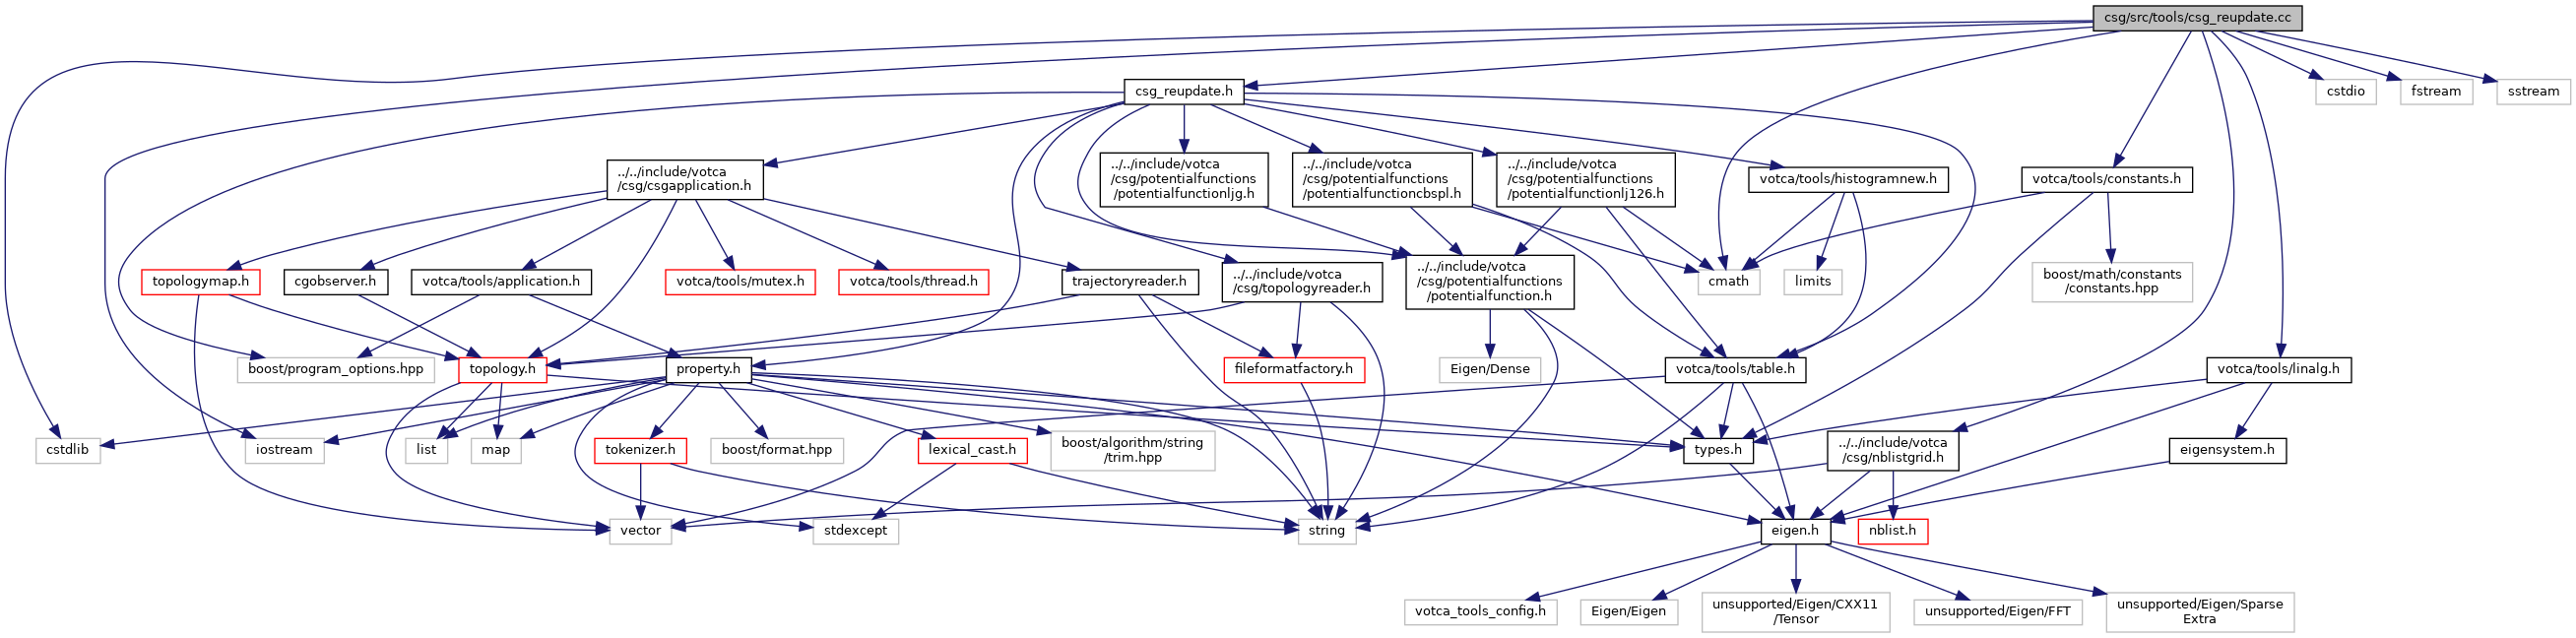 csg/src/tools/csg_reupdate.cc
csg_reupdate.h
cstdio
fstream
sstream
../../include/votca
/csg/csgapplication.h
../../include/votca
/csg/potentialfunctions
/potentialfunctionljg.h
../../include/votca
/csg/potentialfunctions
/potentialfunctioncbspl.h
../../include/votca
/csg/potentialfunctions
/potentialfunctionlj126.h
votca/tools/histogramnew.h
votca/tools/constants.h
topologymap.h
cgobserver.h
votca/tools/application.h
votca/tools/mutex.h
votca/tools/thread.h
trajectoryreader.h
../../include/votca
/csg/topologyreader.h
../../include/votca
/csg/potentialfunctions
/potentialfunction.h
cmath
limits
boost/math/constants
/constants.hpp
boost/program_options.hpp
topology.h
property.h
fileformatfactory.h
Eigen/Dense
votca/tools/table.h
votca/tools/linalg.h
cstdlib
iostream
list
map
tokenizer.h
boost/format.hpp
lexical_cast.h
boost/algorithm/string
/trim.hpp
types.h
../../include/votca
/csg/nblistgrid.h
eigensystem.h
vector
stdexcept
string
eigen.h
nblist.h
votca_tools_config.h
Eigen/Eigen
unsupported/Eigen/CXX11
/Tensor
unsupported/Eigen/FFT
unsupported/Eigen/Sparse
Extra